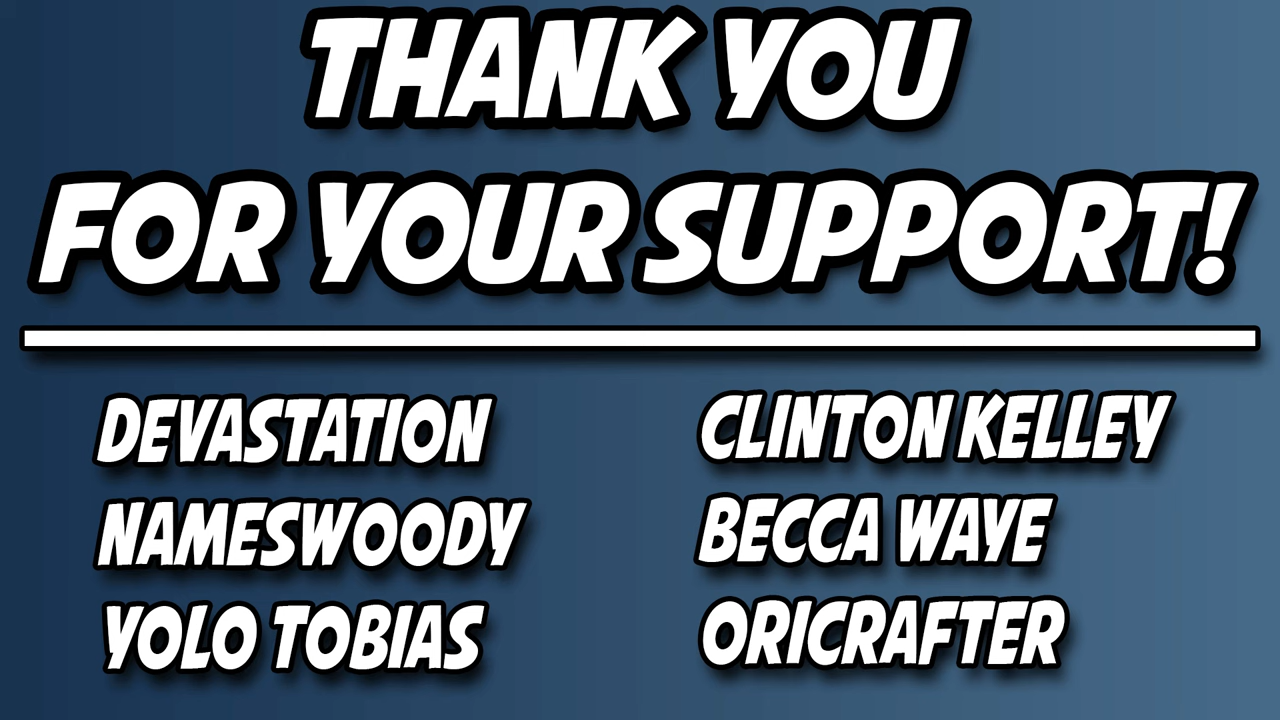 THANK YOU
FOR YOUR SUPPORT!
DEVASTATION
NAMESWOODY
YOLO TOBIAS
CLINTON KELLEY
BECCA WAYE
ORICRAFTER